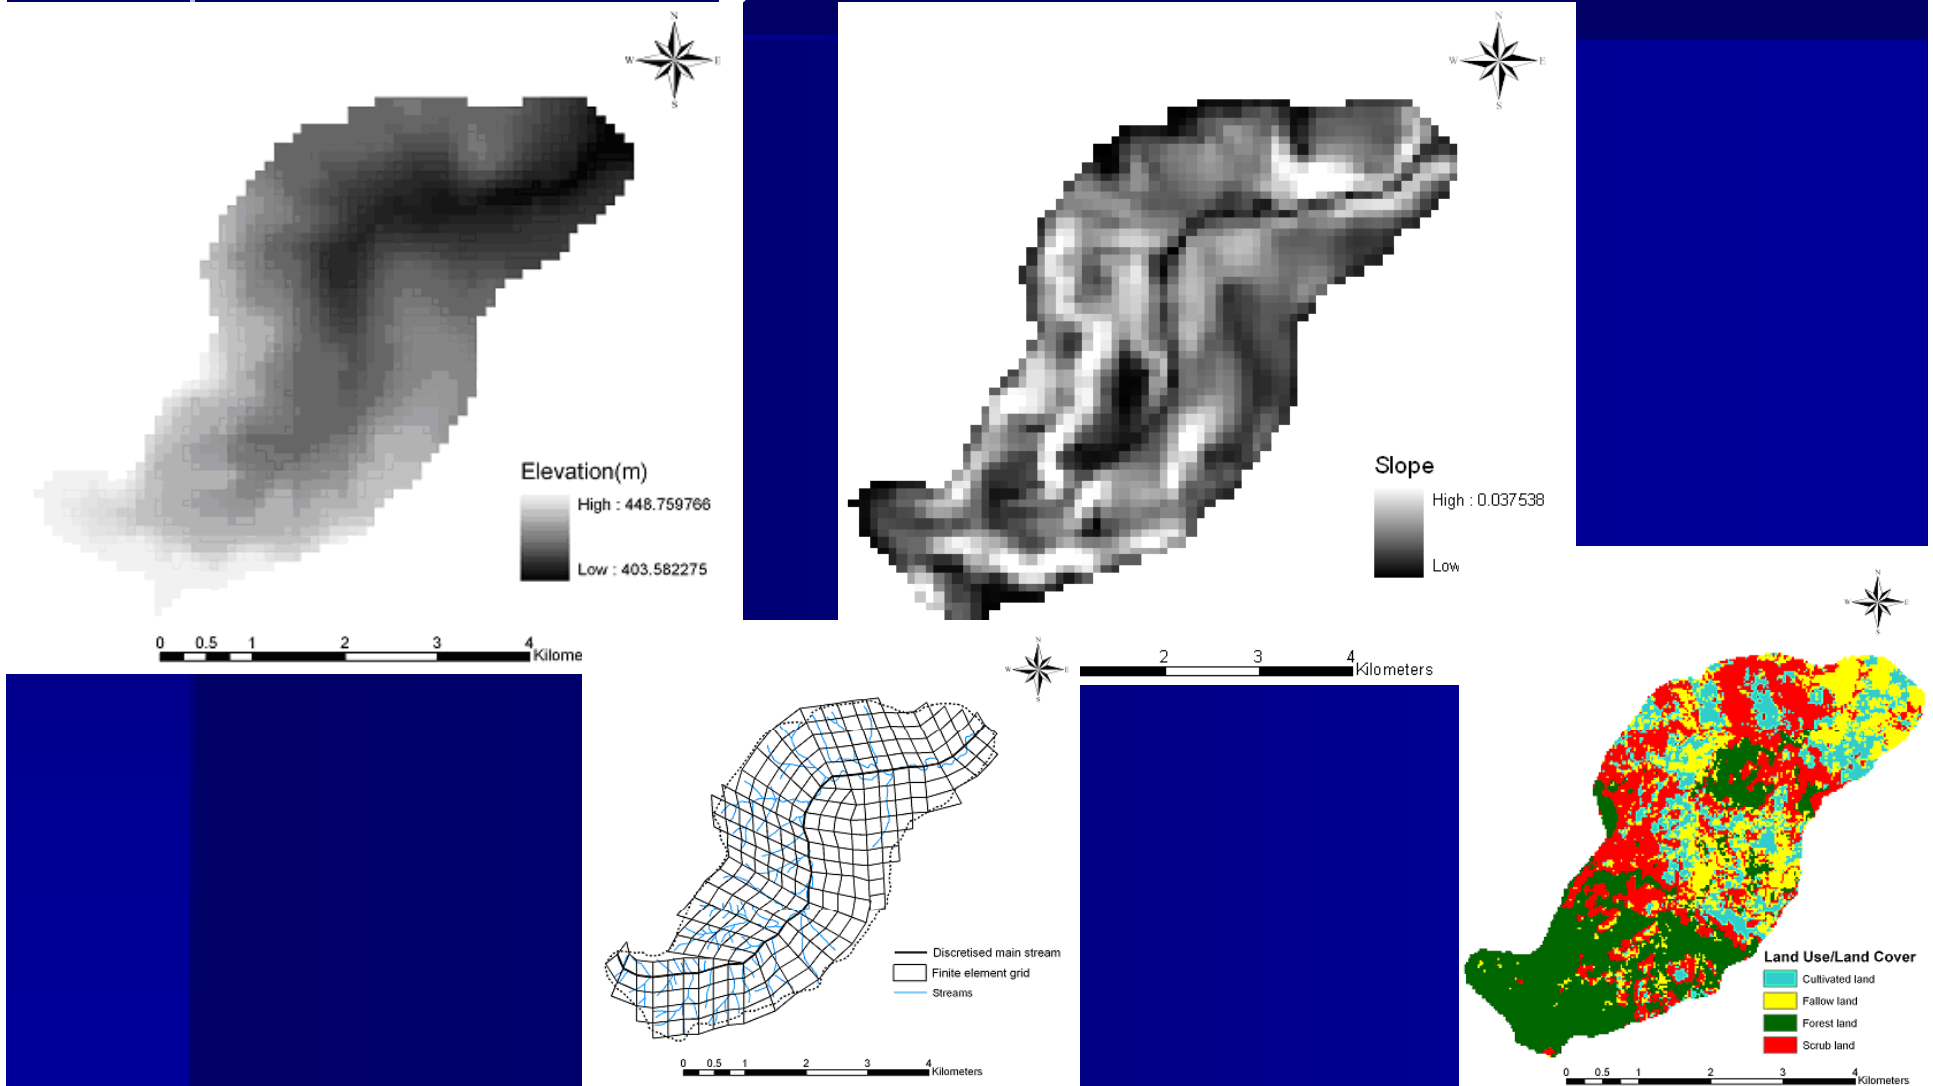 N
W E
S
Elevation(m)
High : 448.759766
Low : 403.582275
0 0.5 1 2 3 4
Kilome
N
W E
S
Slope
High : 0.037538
Low
2 3 4
Kilometers
N
W E
S
Discretised main stream
Finite element grid
Streams
0 0.5 1 2 3 4
Kilometers
N
W E
S
Land Use/Land Cover
Cultivated land
Fallow land
Forest land
Scrub land
0 0.5 1 2 3 4
Kilometers